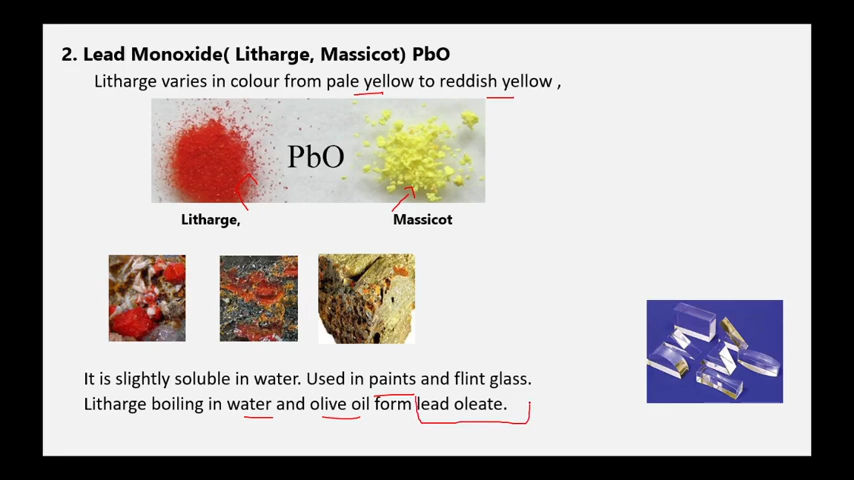 2. Lead Monoxide( Litharge, Massicot) PbO
Litharge varies in colour from pale yellow to reddish yellow ,
PbO
Litharge,
Massicot
It is slightly soluble in water. Used in paints and flint glass.
Litharge boiling in water and olive oil form lead oleate.